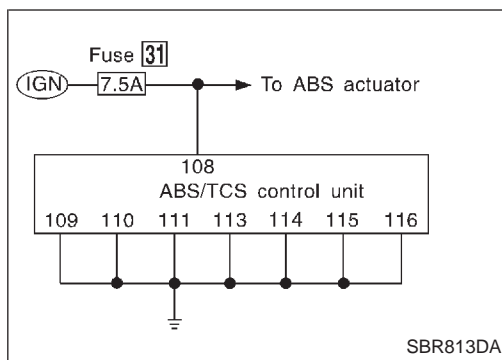 Fuse 31
IGN 7.5A To ABS actuator
108
ABS/TCS control unit
109 110 111 113 114 115 116
SBR813DA